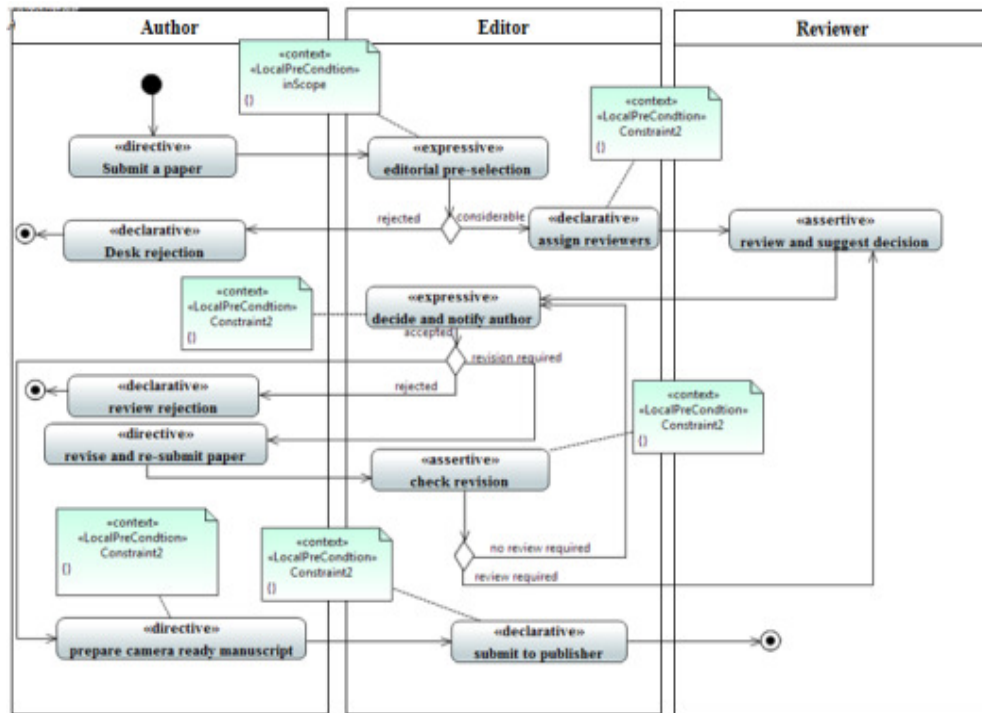 Author
Editor
Reviewer
«context»
«LocalPreCondtion»
inScope
{}
«context»
«LocalPreCondtion»
Constraint2
{}
«directive»
Submit a paper
«expressive»
editorial pre-selection
rejected
considerable
«declarative»
Desk rejection
«declarative»
assign reviewers
«assertive»
review and suggest decision
«context»
«LocalPreCondtion»
Constraint2
{}
«expressive»
decide and notify author
accepted
revision required
rejected
«declarative»
review rejection
«context»
«LocalPreCondtion»
Constraint2
{}
«directive»
revise and re-submit paper
«assertive»
check revision
«context»
«LocalPreCondtion»
Constraint2
{}
«context»
«LocalPreCondtion»
Constraint2
{}
no review required
review required
«directive»
prepare camera ready manuscript
«declarative»
submit to publisher